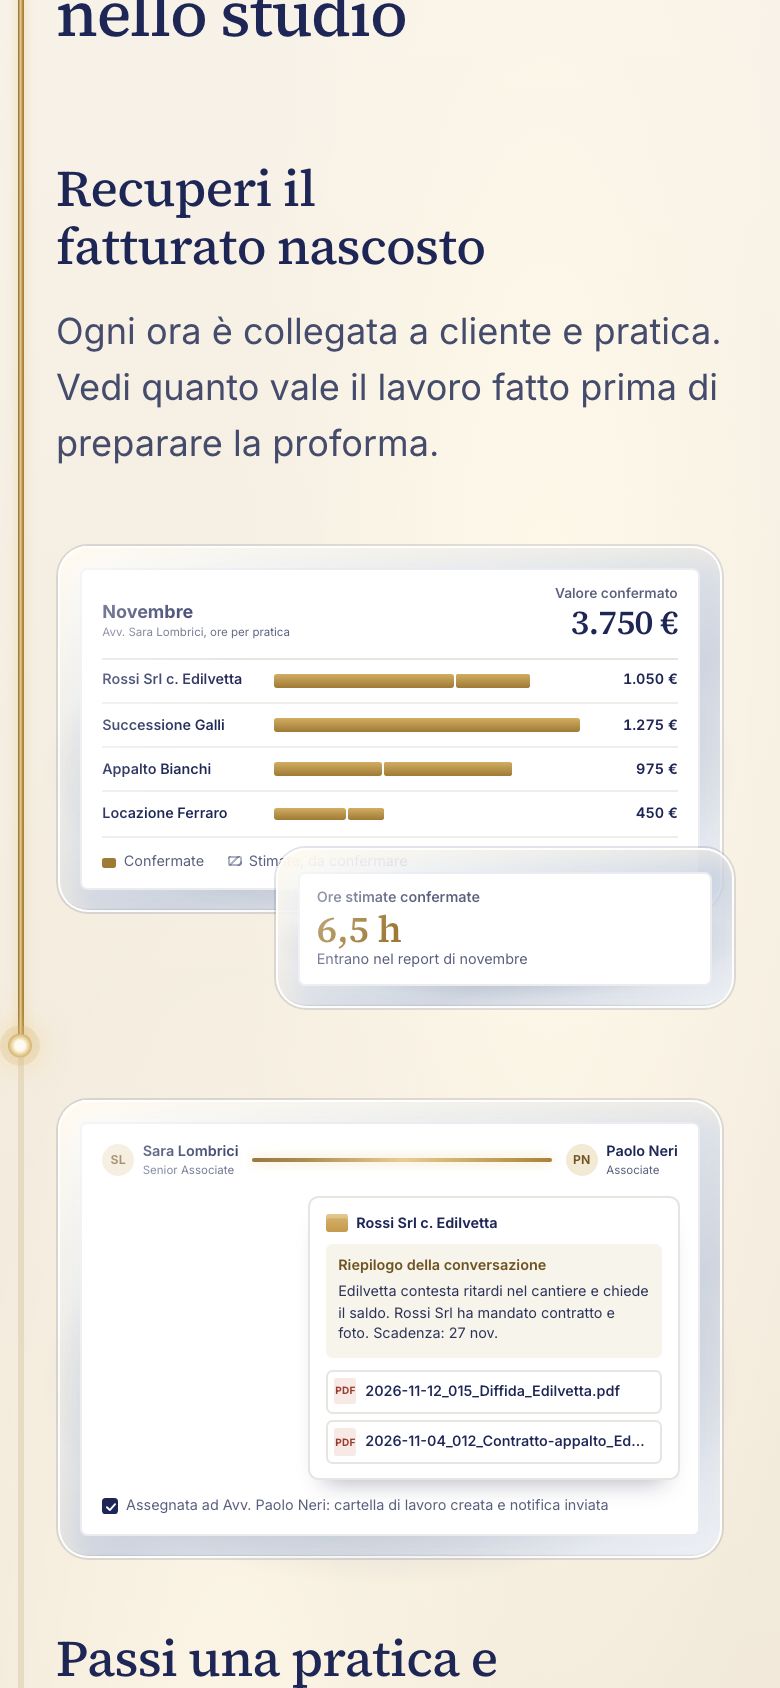 nello studio
Recuperi il
fatturato nascosto
Ogni ora è collegata a cliente e pratica.
Vedi quanto vale il lavoro fatto prima di
preparare la proforma.
Novembre
Avv. Sara Lombrici, ore per pratica
Valore confermato
3.750 €
Rossi Srl c. Edilvetta 1.050 €
Successione Galli 1.275 €
Appalto Bianchi 975 €
Locazione Ferraro 450 €
Confermate Stimate, da confermare
Ore stimate confermate
6,5 h
Entrano nel report di novembre
SL Sara Lombrici
Senior Associate
PN Paolo Neri
Associate
Rossi Srl c. Edilvetta
Riepilogo della conversazione
Edilvetta contesta ritardi nel cantiere e chiede
il saldo. Rossi Srl ha mandato contratto e
foto. Scadenza: 27 nov.
PDF 2026-11-12_015_Diffida_Edilvetta.pdf
PDF 2026-11-04_012_Contratto-appalto_Ed...
Assegnata ad Avv. Paolo Neri: cartella di lavoro creata e notifica inviata
Passi una pratica e